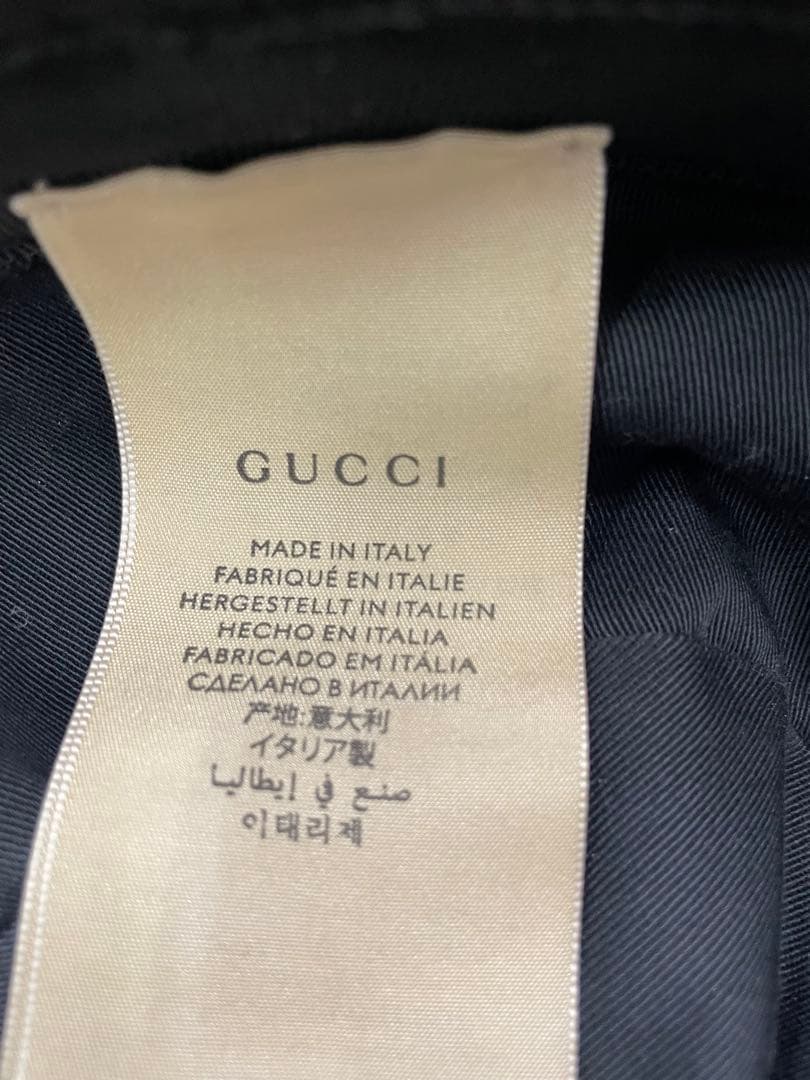 GUCCI
MADE IN ITALY
FABRIQUÉ EN ITALIE
HERGESTELLT IN ITALIEN
HECHO EN ITALIA
FABRICADO EM ITÁLIA
СДЕЛАНО В ИТАЛИИ
产地:意大利
イタリア製
صنع في إيطاليا
이태리제